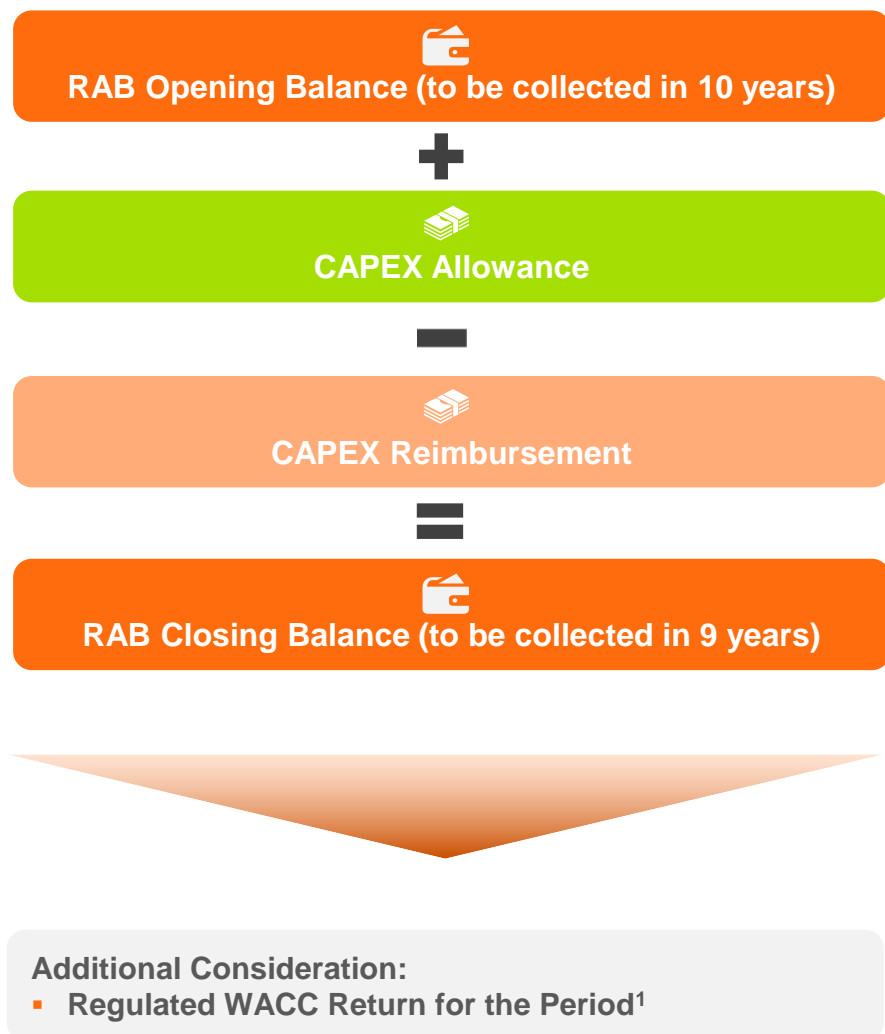 RAB Opening Balance (to be collected in 10 years)
CAPEX Allowance
CAPEX Reimbursement
RAB Closing Balance (to be collected in 9 years)
Additional Consideration:
▪ Regulated WACC Return for the Period¹